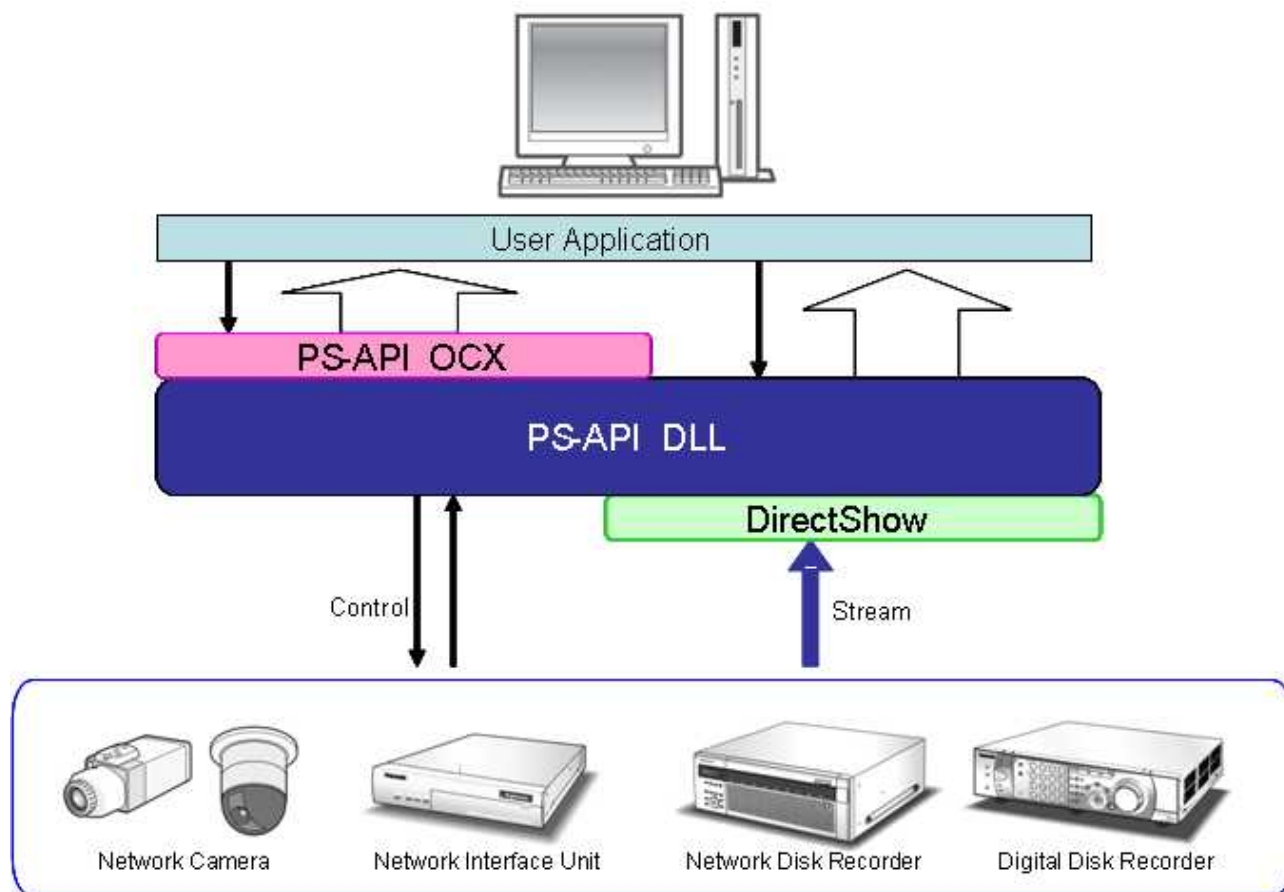 User Application
PS-API OCX
PS-API DLL
DirectShow
Control
Stream
Network Camera
Network Interface Unit
Network Disk Recorder
Digital Disk Recorder